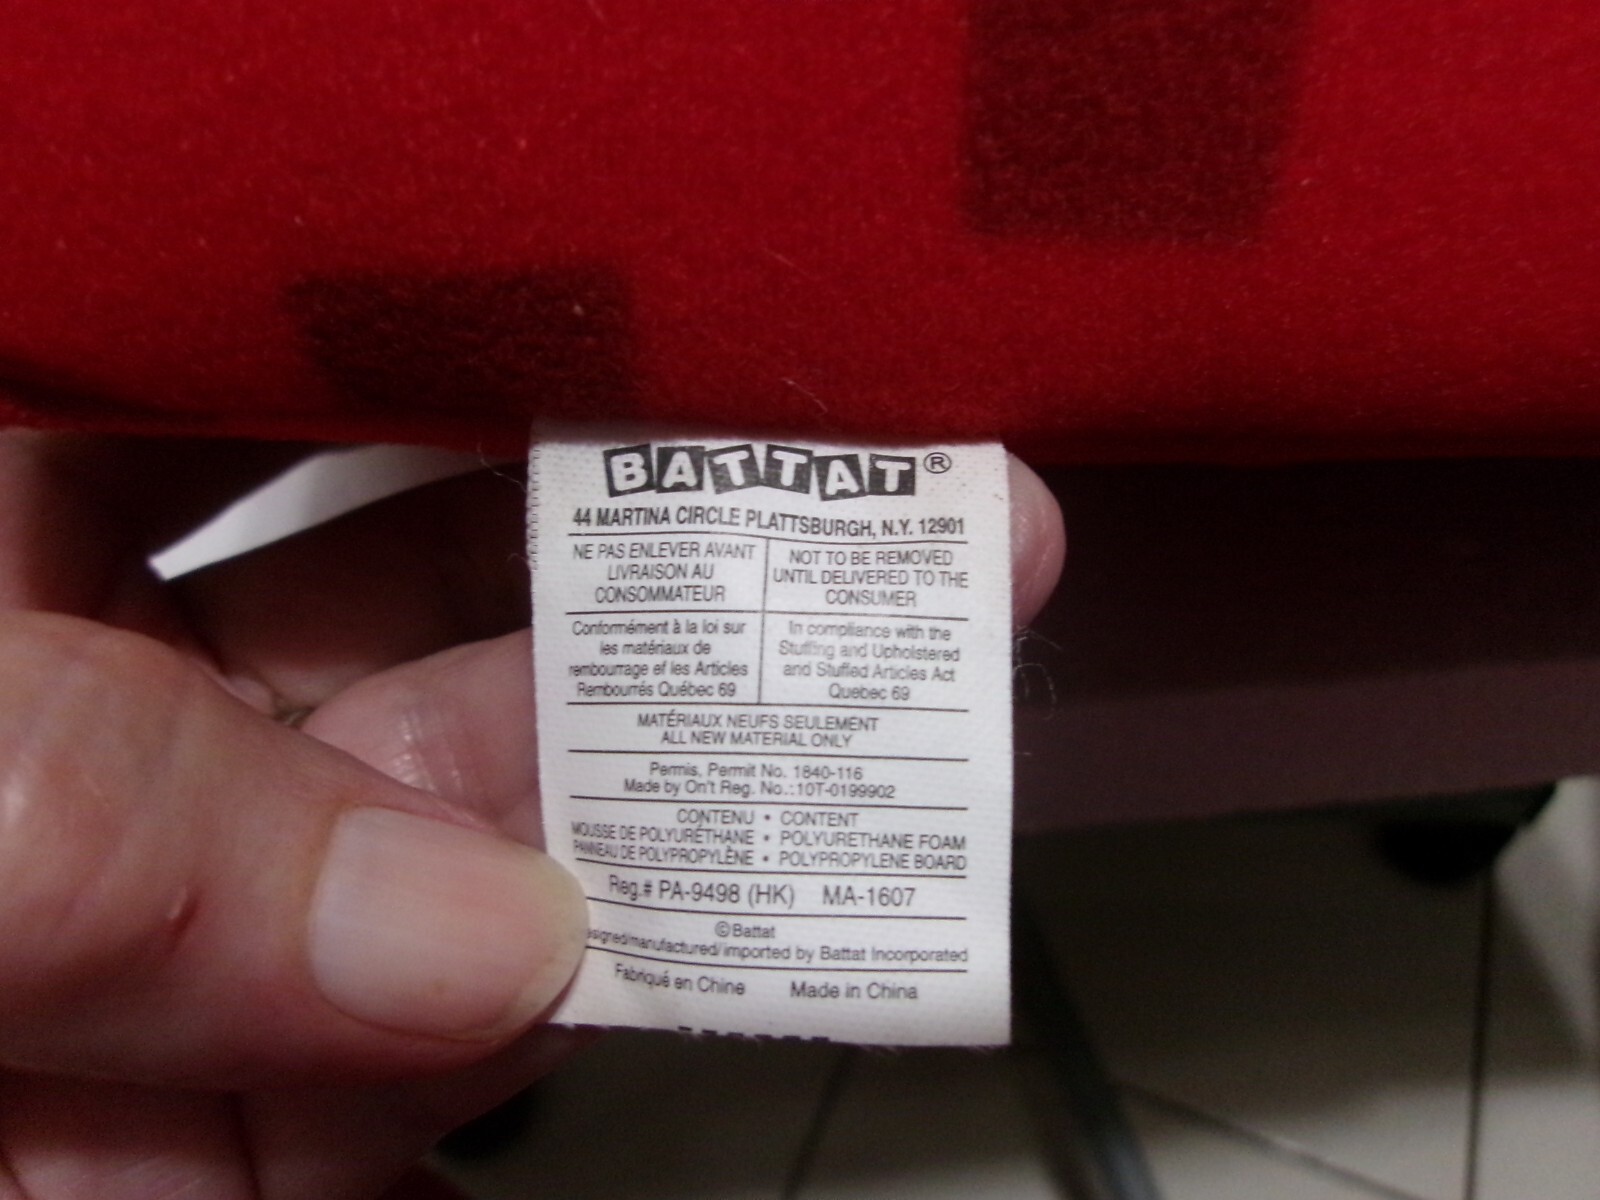 BATTAT®
44 MARTINA CIRCLE PLATTSBURGH, N.Y. 12901
NE PAS ENLEVER AVANT
LIVRAISON AU
CONSOMMATEUR
NOT TO BE REMOVED
UNTIL DELIVERED TO THE
CONSUMER
Conformément à la loi sur
les matériaux de
rembourrage et les Articles
Rembourrés Québec 69
In compliance with the
Stuffing and Upholstered
and Stuffed Articles Act
Quebec 69
MATÉRIAUX NEUFS SEULEMENT
ALL NEW MATERIAL ONLY
Permis, Permit No. 1840-116
Made by On't Reg. No.:10T-0199902
CONTENU • CONTENT
MOUSSE DE POLYURÉTHANE • POLYURETHANE FOAM
PANNEAU DE POLYPROPYLÈNE • POLYPROPYLENE BOARD
Reg.# PA-9498 (HK) MA-1607
©Battat
esigned/manufactured/imported by Battat Incorporated
Fabriqué en Chine Made in China